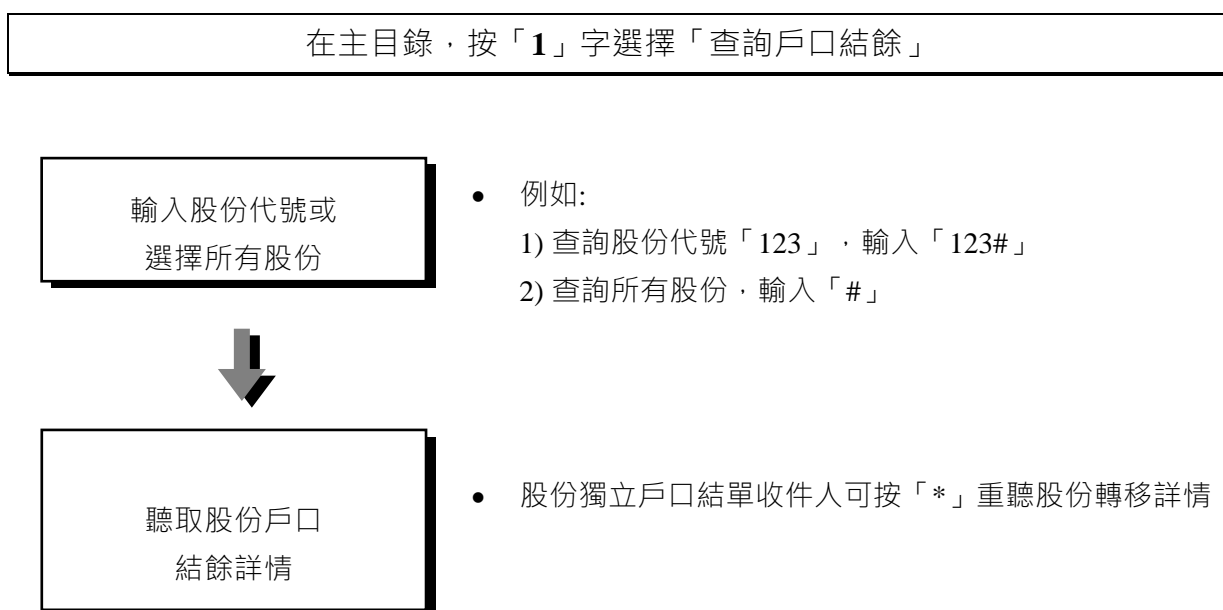 在主目錄，按「1」字選擇「查詢戶口結餘」
輸入股份代號或
選擇所有股份
• 例如:
1) 查詢股份代號「123」，輸入「123#」
2) 查詢所有股份，輸入「#」
聽取股份戶口
結餘詳情
• 股份獨立戶口結單收件人可按「*」重聽股份轉移詳情